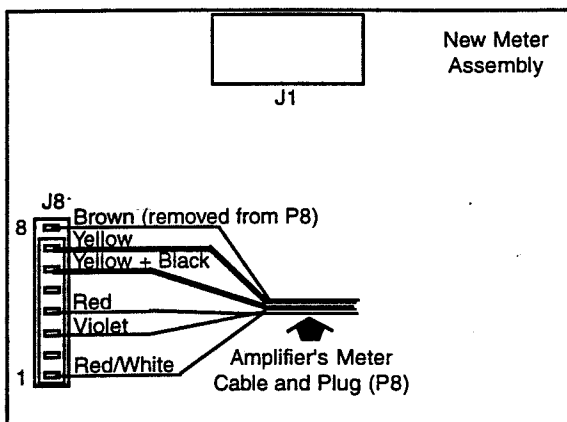 New Meter
Assembly
J1
J8
8
Brown (removed from P8)
Yellow
Yellow + Black
Red
Violet
Red/White
1
Amplifier's Meter
Cable and Plug (P8)